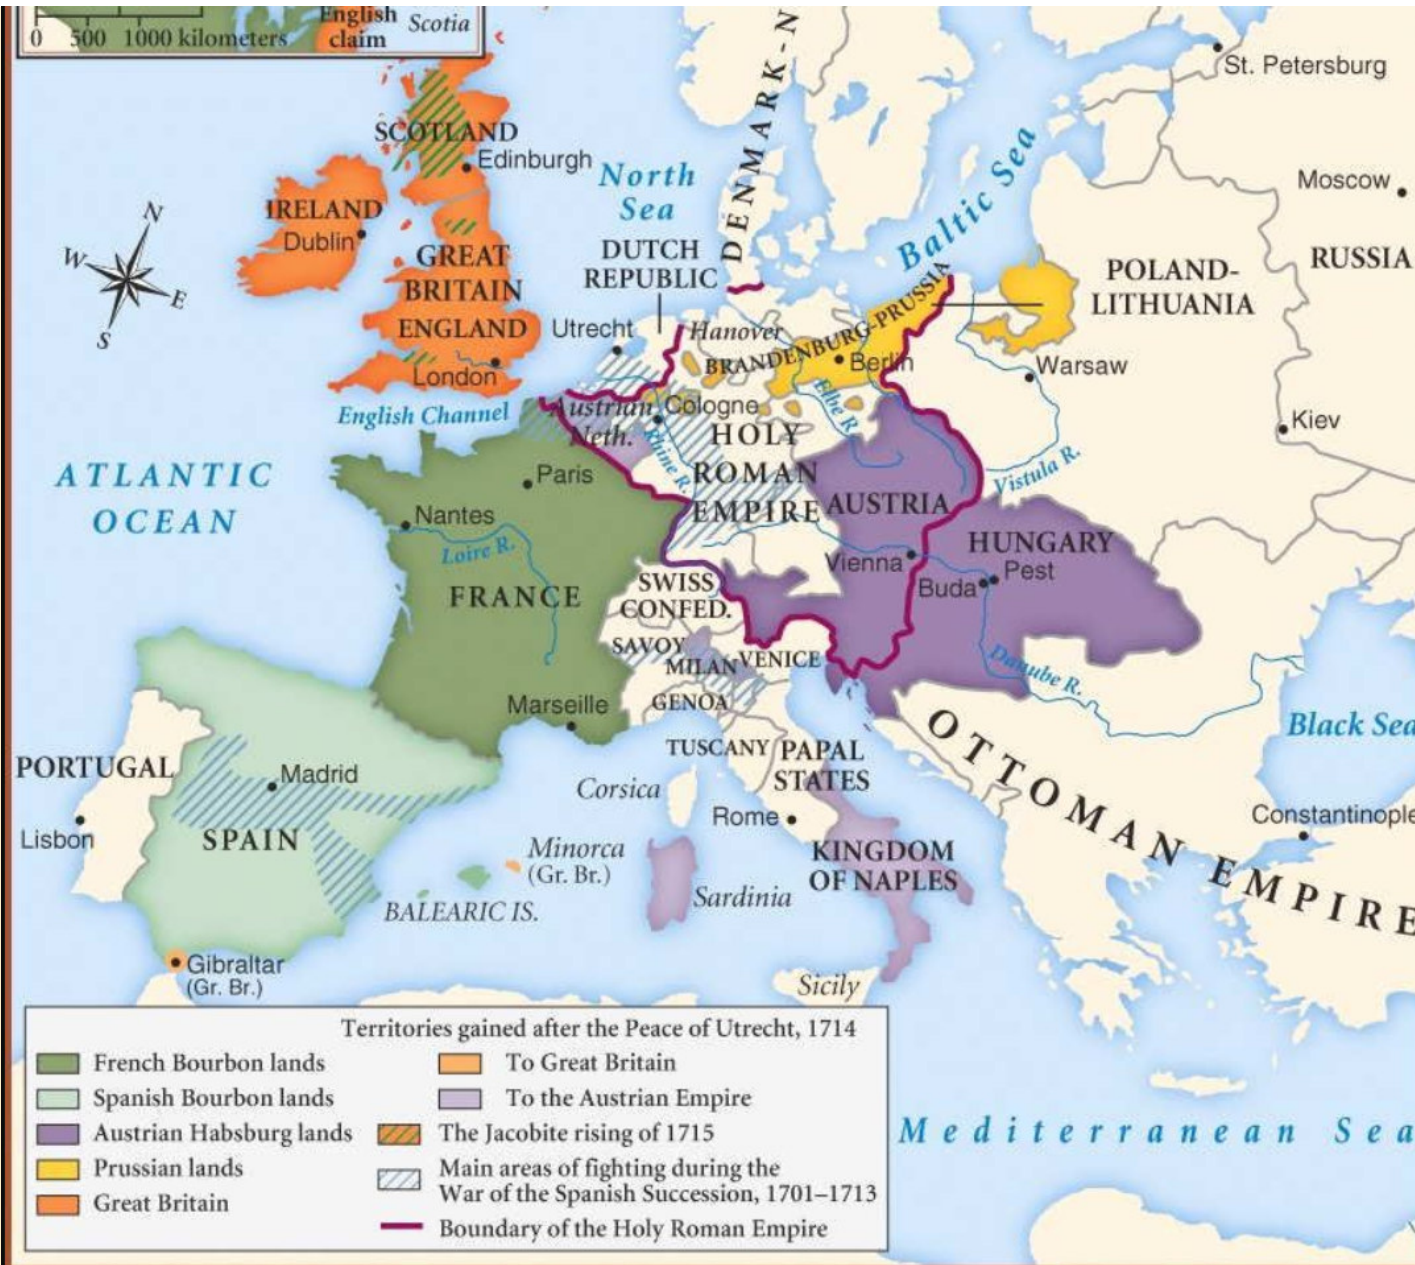 English
claim
Scotia
0 500 1000 kilometers
St. Petersburg
SCOTLAND
Edinburgh
North
Sea
DENMARK-N
Baltic Sea
Moscow
IRELAND
Dublin
N
W
E
S
GREAT
BRITAIN
DUTCH
REPUBLIC
POLAND-
LITHUANIA
RUSSIA
ENGLAND
Utrecht
Hanover
BRANDENBURG-PRUSSIA
Berlin
Warsaw
London
English Channel
Austrian
Neth.
Cologne
Elbe R.
Rhine R.
HOLY
ROMAN
EMPIRE
Kiev
Vistula R.
ATLANTIC
OCEAN
Paris
Nantes
Loire R.
AUSTRIA
HUNGARY
Vienna
Buda
Pest
FRANCE
SWISS
CONFED.
SAVOY
MILAN
VENICE
Danube R.
GENOA
Marseille
Black Sea
PORTUGAL
Madrid
TUSCANY
PAPAL
STATES
OTTOMAN EMPIRE
Corsica
Rome
Constantinople
Lisbon
SPAIN
Minorca
(Gr. Br.)
KINGDOM
OF NAPLES
Sardinia
BALEARIC IS.
Gibraltar
(Gr. Br.)
Sicily
Mediterranean Sea
Territories gained after the Peace of Utrecht, 1714
French Bourbon lands
Spanish Bourbon lands
Austrian Habsburg lands
Prussian lands
Great Britain
To Great Britain
To the Austrian Empire
The Jacobite rising of 1715
Main areas of fighting during the
War of the Spanish Succession, 1701–1713
Boundary of the Holy Roman Empire